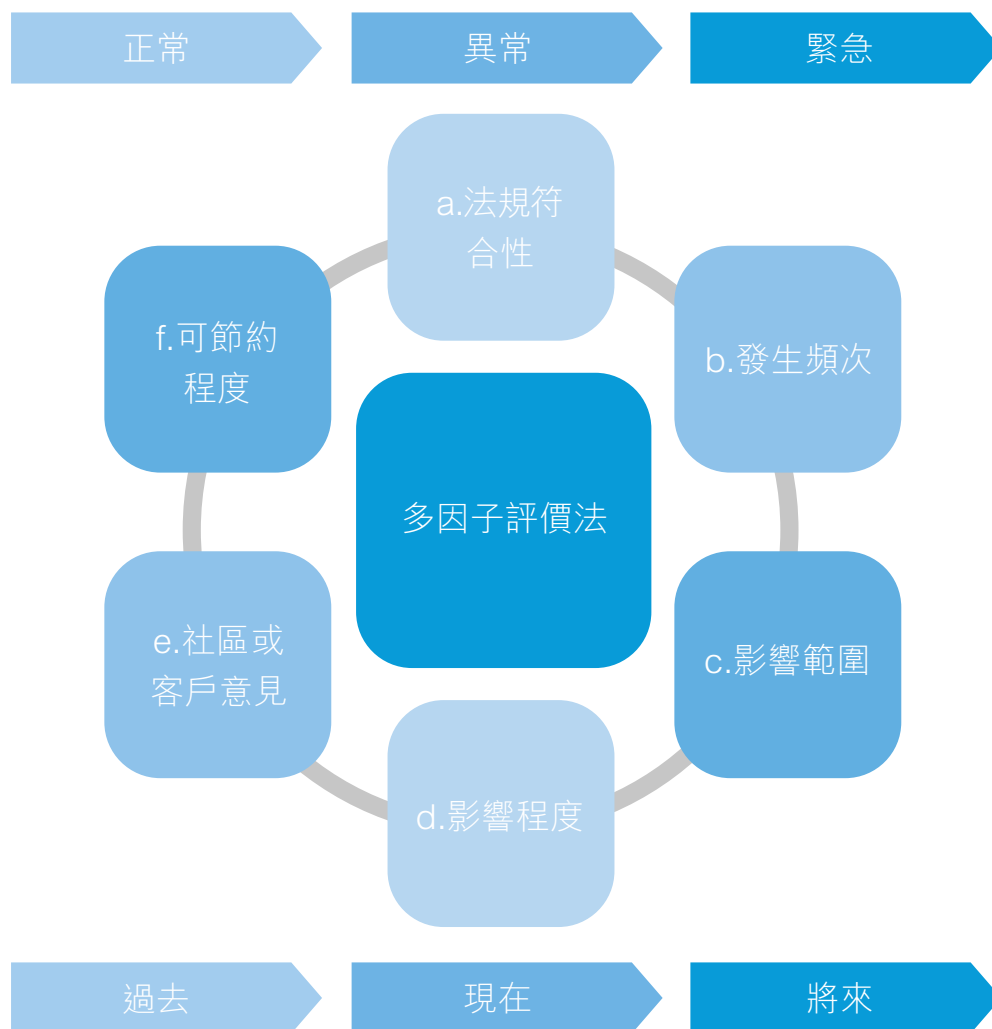 正常
異常
緊急
a.法規符
合性
b.發生頻次
f.可節約
程度
多因子評價法
e.社區或
客戶意見
c.影響範圍
d.影響程度
過去
現在
將來